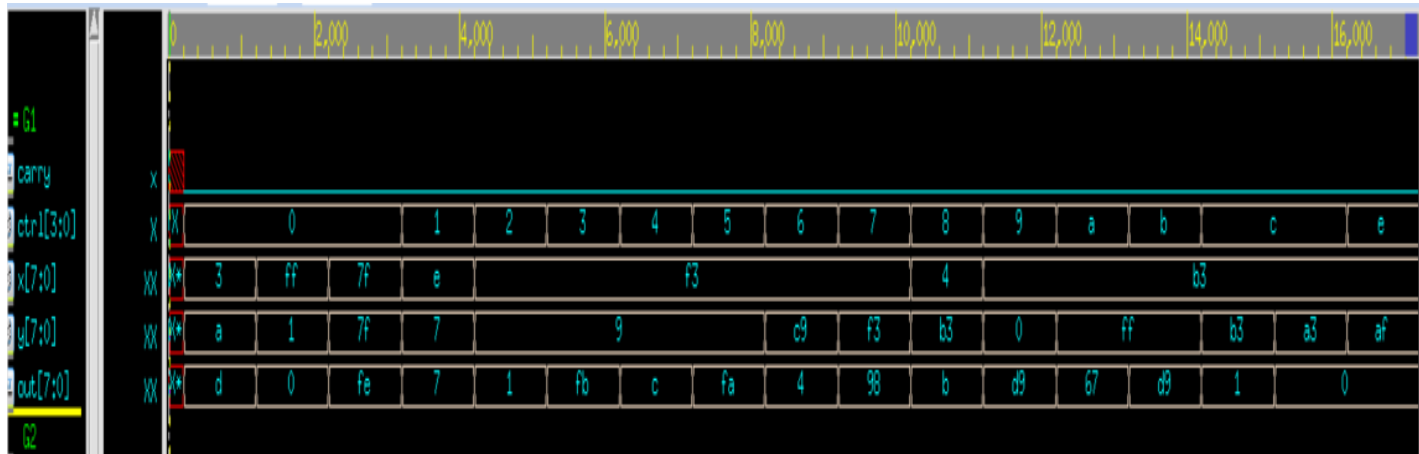 0 2,000 4,000 6,000 8,000 10,000 12,000 14,000 16,000
= G1
carry x
ctrl[3:0] x X 0 1 2 3 4 5 6 7 8 9 a b c e
x[7:0] xx X* 3 ff 7f e f3 4 b3
y[7:0] xx X* a 1 7f 7 9 c9 f3 b3 0 ff b3 a3 af
out[7:0] xx X* d 0 fe 7 1 fb c fa 4 98 b d9 67 d9 1 0
G2